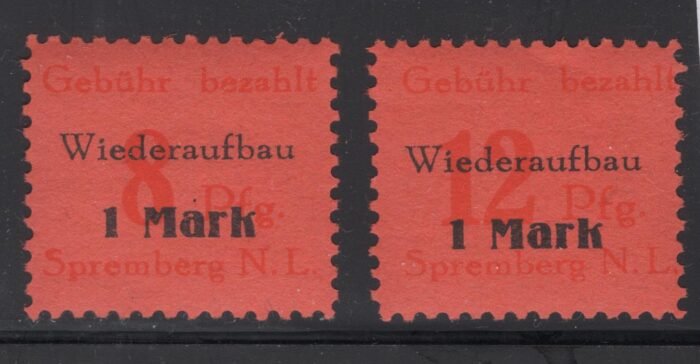 Gebühr bezahlt
Wiederaufbau
8 Pfg.
1 Mark
Spremberg N.L.
Gebühr bezahlt
Wiederaufbau
12 Pfg.
1 Mark
Spremberg N.L.